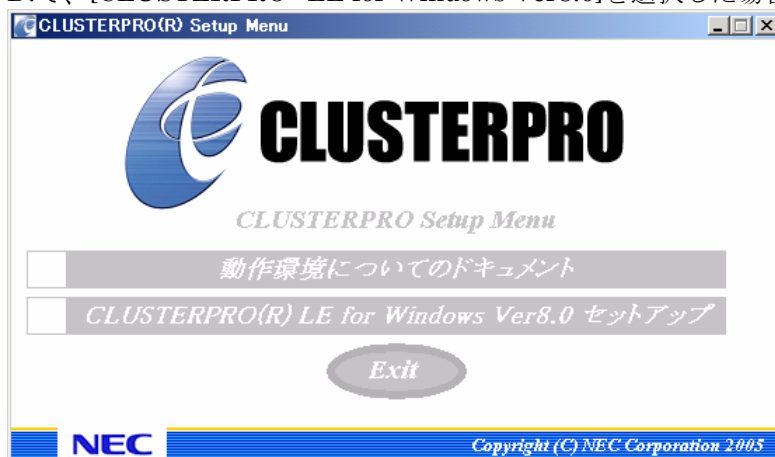 CLUSTERPRO(R) Setup Menu
CLUSTERPRO
CLUSTERPRO Setup Menu
動作環境についてのドキュメント
CLUSTERPRO(R) LE for Windows Ver8.0 セットアップ
Exit
NEC
Copyright (C) NEC Corporation 2005